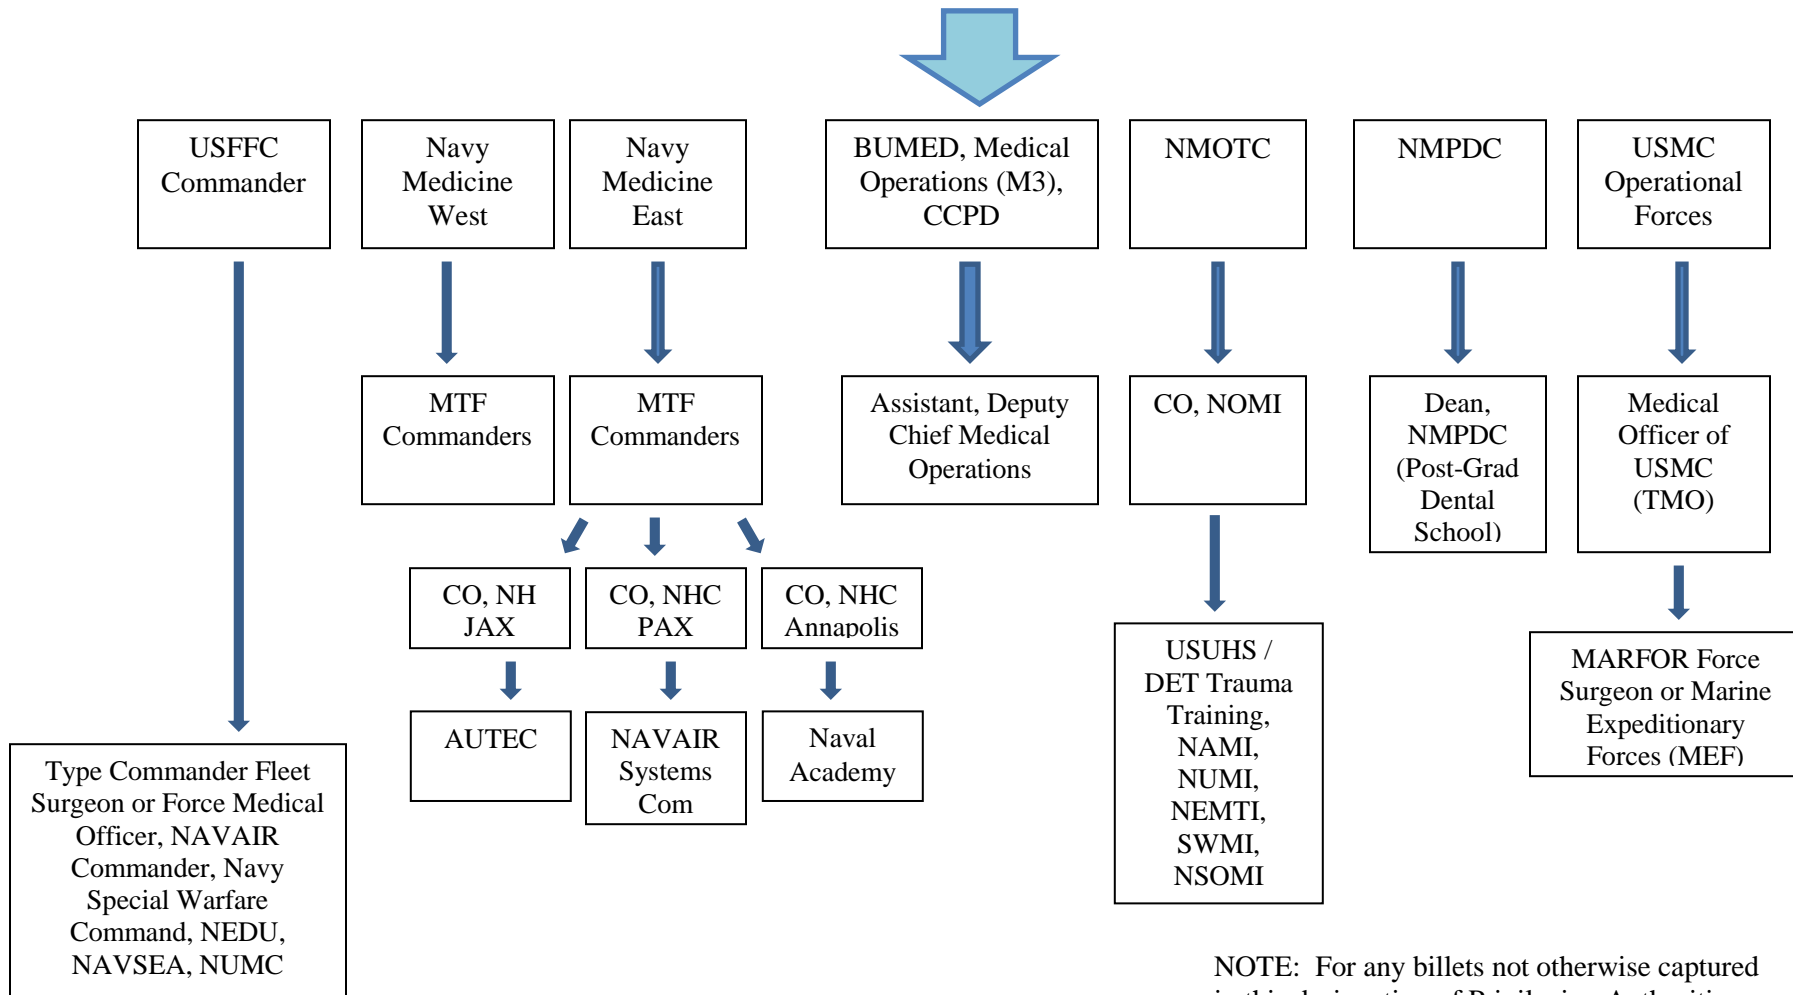 USFFC
Commander
Navy
Medicine
West
Navy
Medicine
East
BUMED, Medical
Operations (M3),
CCPD
NMOTC
NMPDC
USMC
Operational
Forces
MTF
Commanders
MTF
Commanders
Assistant, Deputy
Chief Medical
Operations
CO, NOMI
Dean,
NMPDC
(Post-Grad
Dental
School)
Medical
Officer of
USMC
(TMO)
CO, NH
JAX
CO, NHC
PAX
CO, NHC
Annapolis
USUHS /
DET Trauma
Training,
NAMI,
NUMI,
NEMTI,
SWMI,
NSOMI
MARFOR Force
Surgeon or Marine
Expeditionary
Forces (MEF)
AUTEC
NAVAIR
Systems
Com
Naval
Academy
Type Commander Fleet
Surgeon or Force Medical
Officer, NAVAIR
Commander, Navy
Special Warfare
Command, NEDU,
NAVSEA, NUMC
NOTE: For any billets not otherwise captured